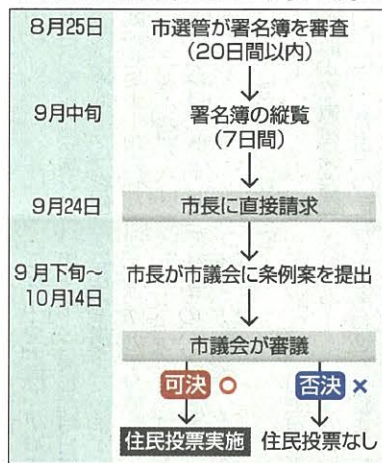 8月25日
市選管が署名簿を審査
(20日間以内)
9月中旬
署名簿の縦覧
(7日間)
9月24日
市長に直接請求
9月下旬〜
10月14日
市長が市議会に条例案を提出
市議会が審議
可決 ○
否決 ×
住民投票実施
住民投票なし